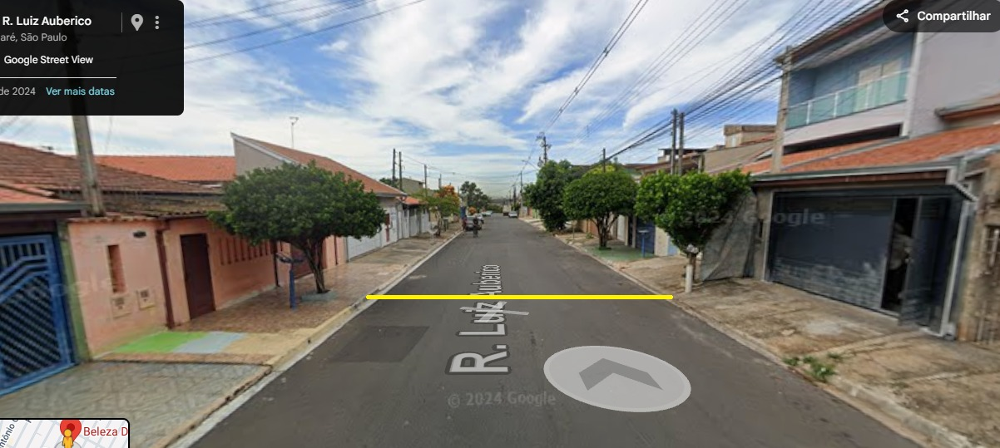 R. Luiz Auberico
aré, São Paulo
Google Street View
de 2024 Ver mais datas
Compartilhar
Google
R. Luiz Auberico
© 2024 Google
Beleza D